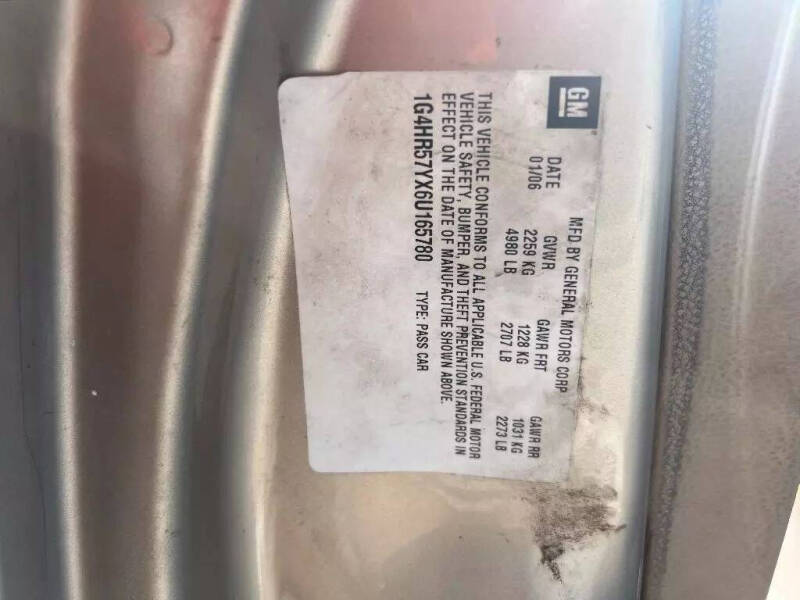 GM
MFD BY GENERAL MOTORS CORP
DATE GVWR GAWR FRT GAWR RR
01/06 2259 KG 1228 KG 1031 KG
4980 LB 2707 LB 2273 LB
THIS VEHICLE CONFORMS TO ALL APPLICABLE U.S. FEDERAL MOTOR
VEHICLE SAFETY, BUMPER, AND THEFT PREVENTION STANDARDS IN
EFFECT ON THE DATE OF MANUFACTURE SHOWN ABOVE.
1G4HR57YX6U165780 TYPE: PASS CAR